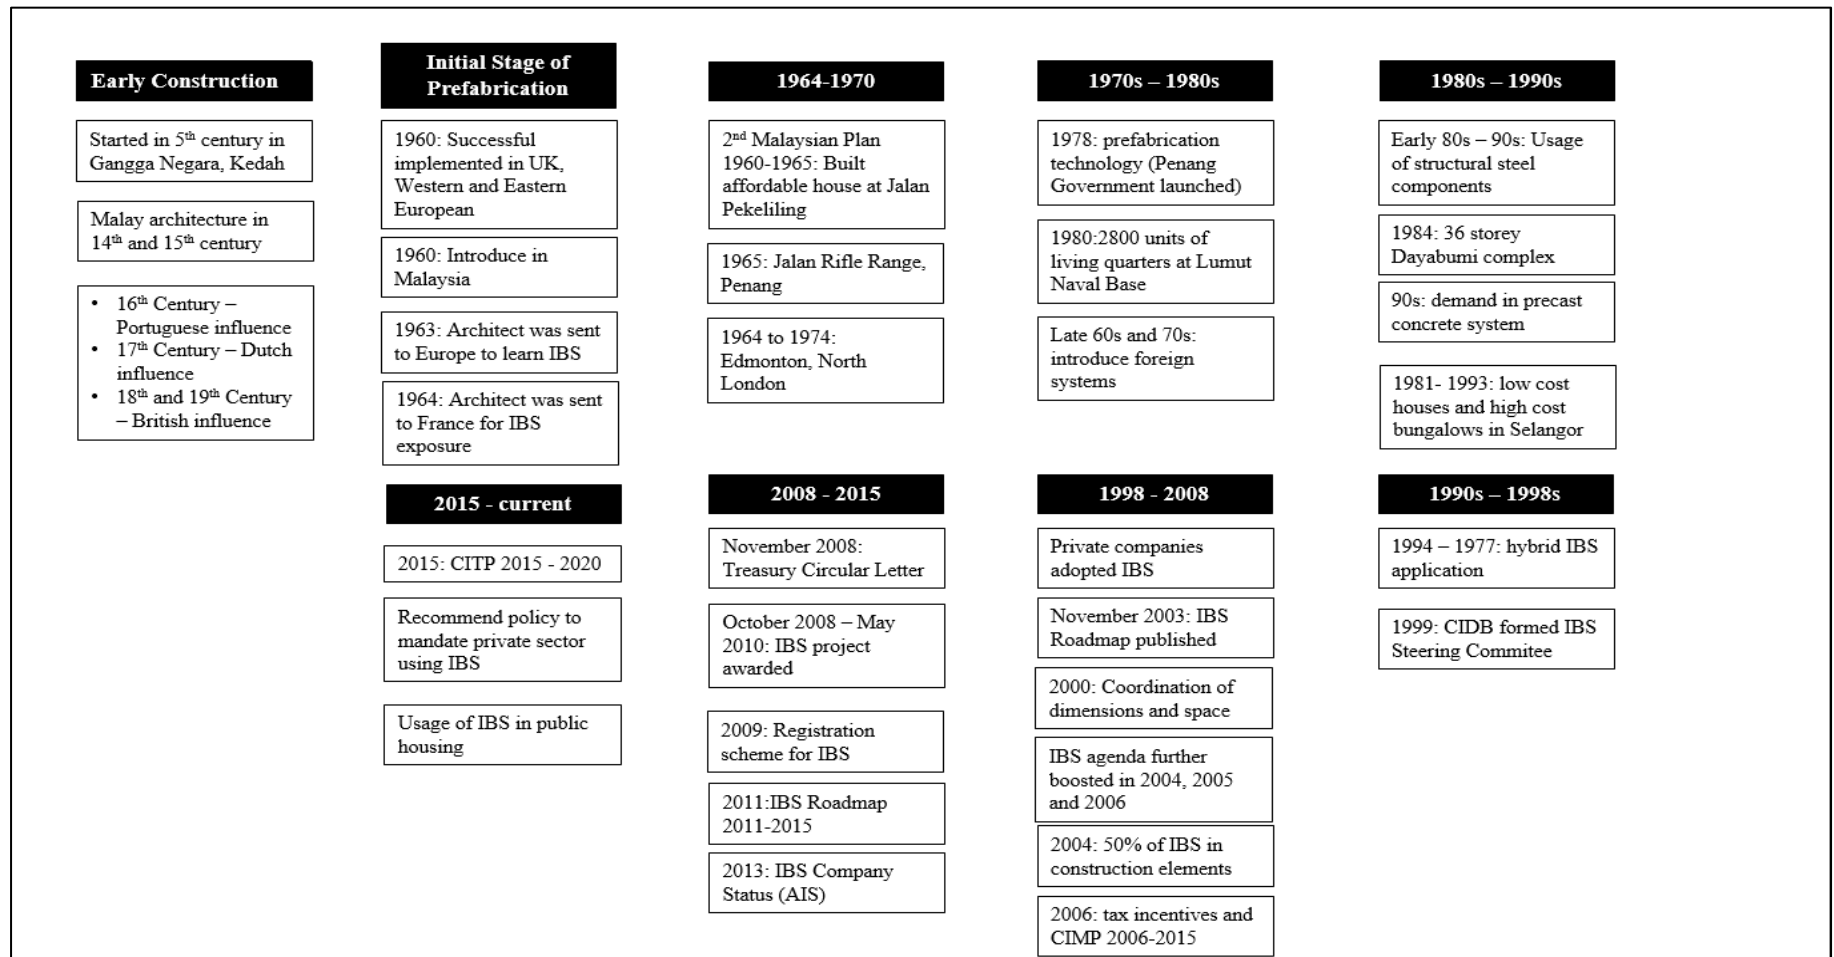 Early Construction
Started in 5th century in
Gangga Negara, Kedah
Malay architecture in
14th and 15th century
• 16th Century –
Portuguese influence
• 17th Century – Dutch
influence
• 18th and 19th Century
– British influence
Initial Stage of
Prefabrication
1960: Successful
implemented in UK,
Western and Eastern
European
1960: Introduce in
Malaysia
1963: Architect was sent
to Europe to learn IBS
1964: Architect was sent
to France for IBS
exposure
1964-1970
2nd Malaysian Plan
1960-1965: Built
affordable house at Jalan
Pekeliling
1965: Jalan Rifle Range,
Penang
1964 to 1974:
Edmonton, North
London
1970s – 1980s
1978: prefabrication
technology (Penang
Government launched)
1980:2800 units of
living quarters at Lumut
Naval Base
Late 60s and 70s:
introduce foreign
systems
1980s – 1990s
Early 80s – 90s: Usage
of structural steel
components
1984: 36 storey
Dayabumi complex
90s: demand in precast
concrete system
1981- 1993: low cost
houses and high cost
bungalows in Selangor
2015 - current
2015: CITP 2015 - 2020
Recommend policy to
mandate private sector
using IBS
Usage of IBS in public
housing
2008 - 2015
November 2008:
Treasury Circular Letter
October 2008 – May
2010: IBS project
awarded
2009: Registration
scheme for IBS
2011:IBS Roadmap
2011-2015
2013: IBS Company
Status (AIS)
1998 - 2008
Private companies
adopted IBS
November 2003: IBS
Roadmap published
2000: Coordination of
dimensions and space
IBS agenda further
boosted in 2004, 2005
and 2006
2004: 50% of IBS in
construction elements
2006: tax incentives and
CIMP 2006-2015
1990s – 1998s
1994 – 1977: hybrid IBS
application
1999: CIDB formed IBS
Steering Commitee